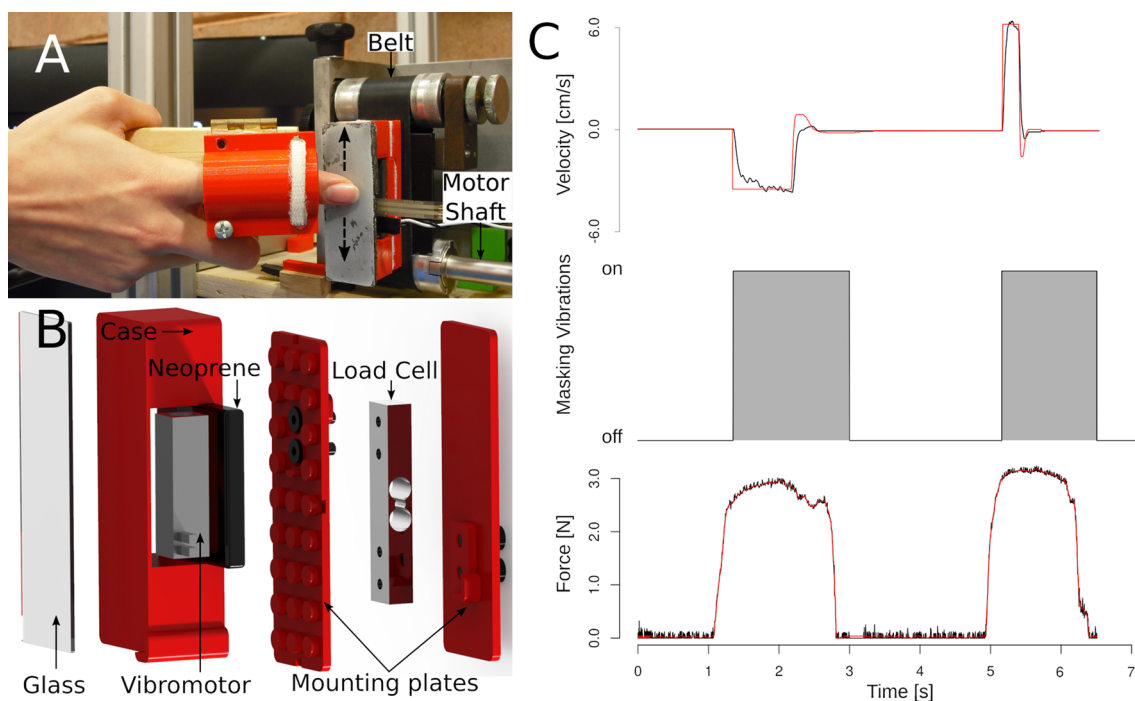 A
Belt
Motor
Shaft
B
Case
Neoprene
Load Cell
Glass
Vibromotor
Mounting plates
C
Velocity [cm/s]
6.0
0.0
-6.0
Masking Vibrations
on
off
Force [N]
3.0
2.0
1.0
0.0
0 1 2 3 4 5 6 7
Time [s]